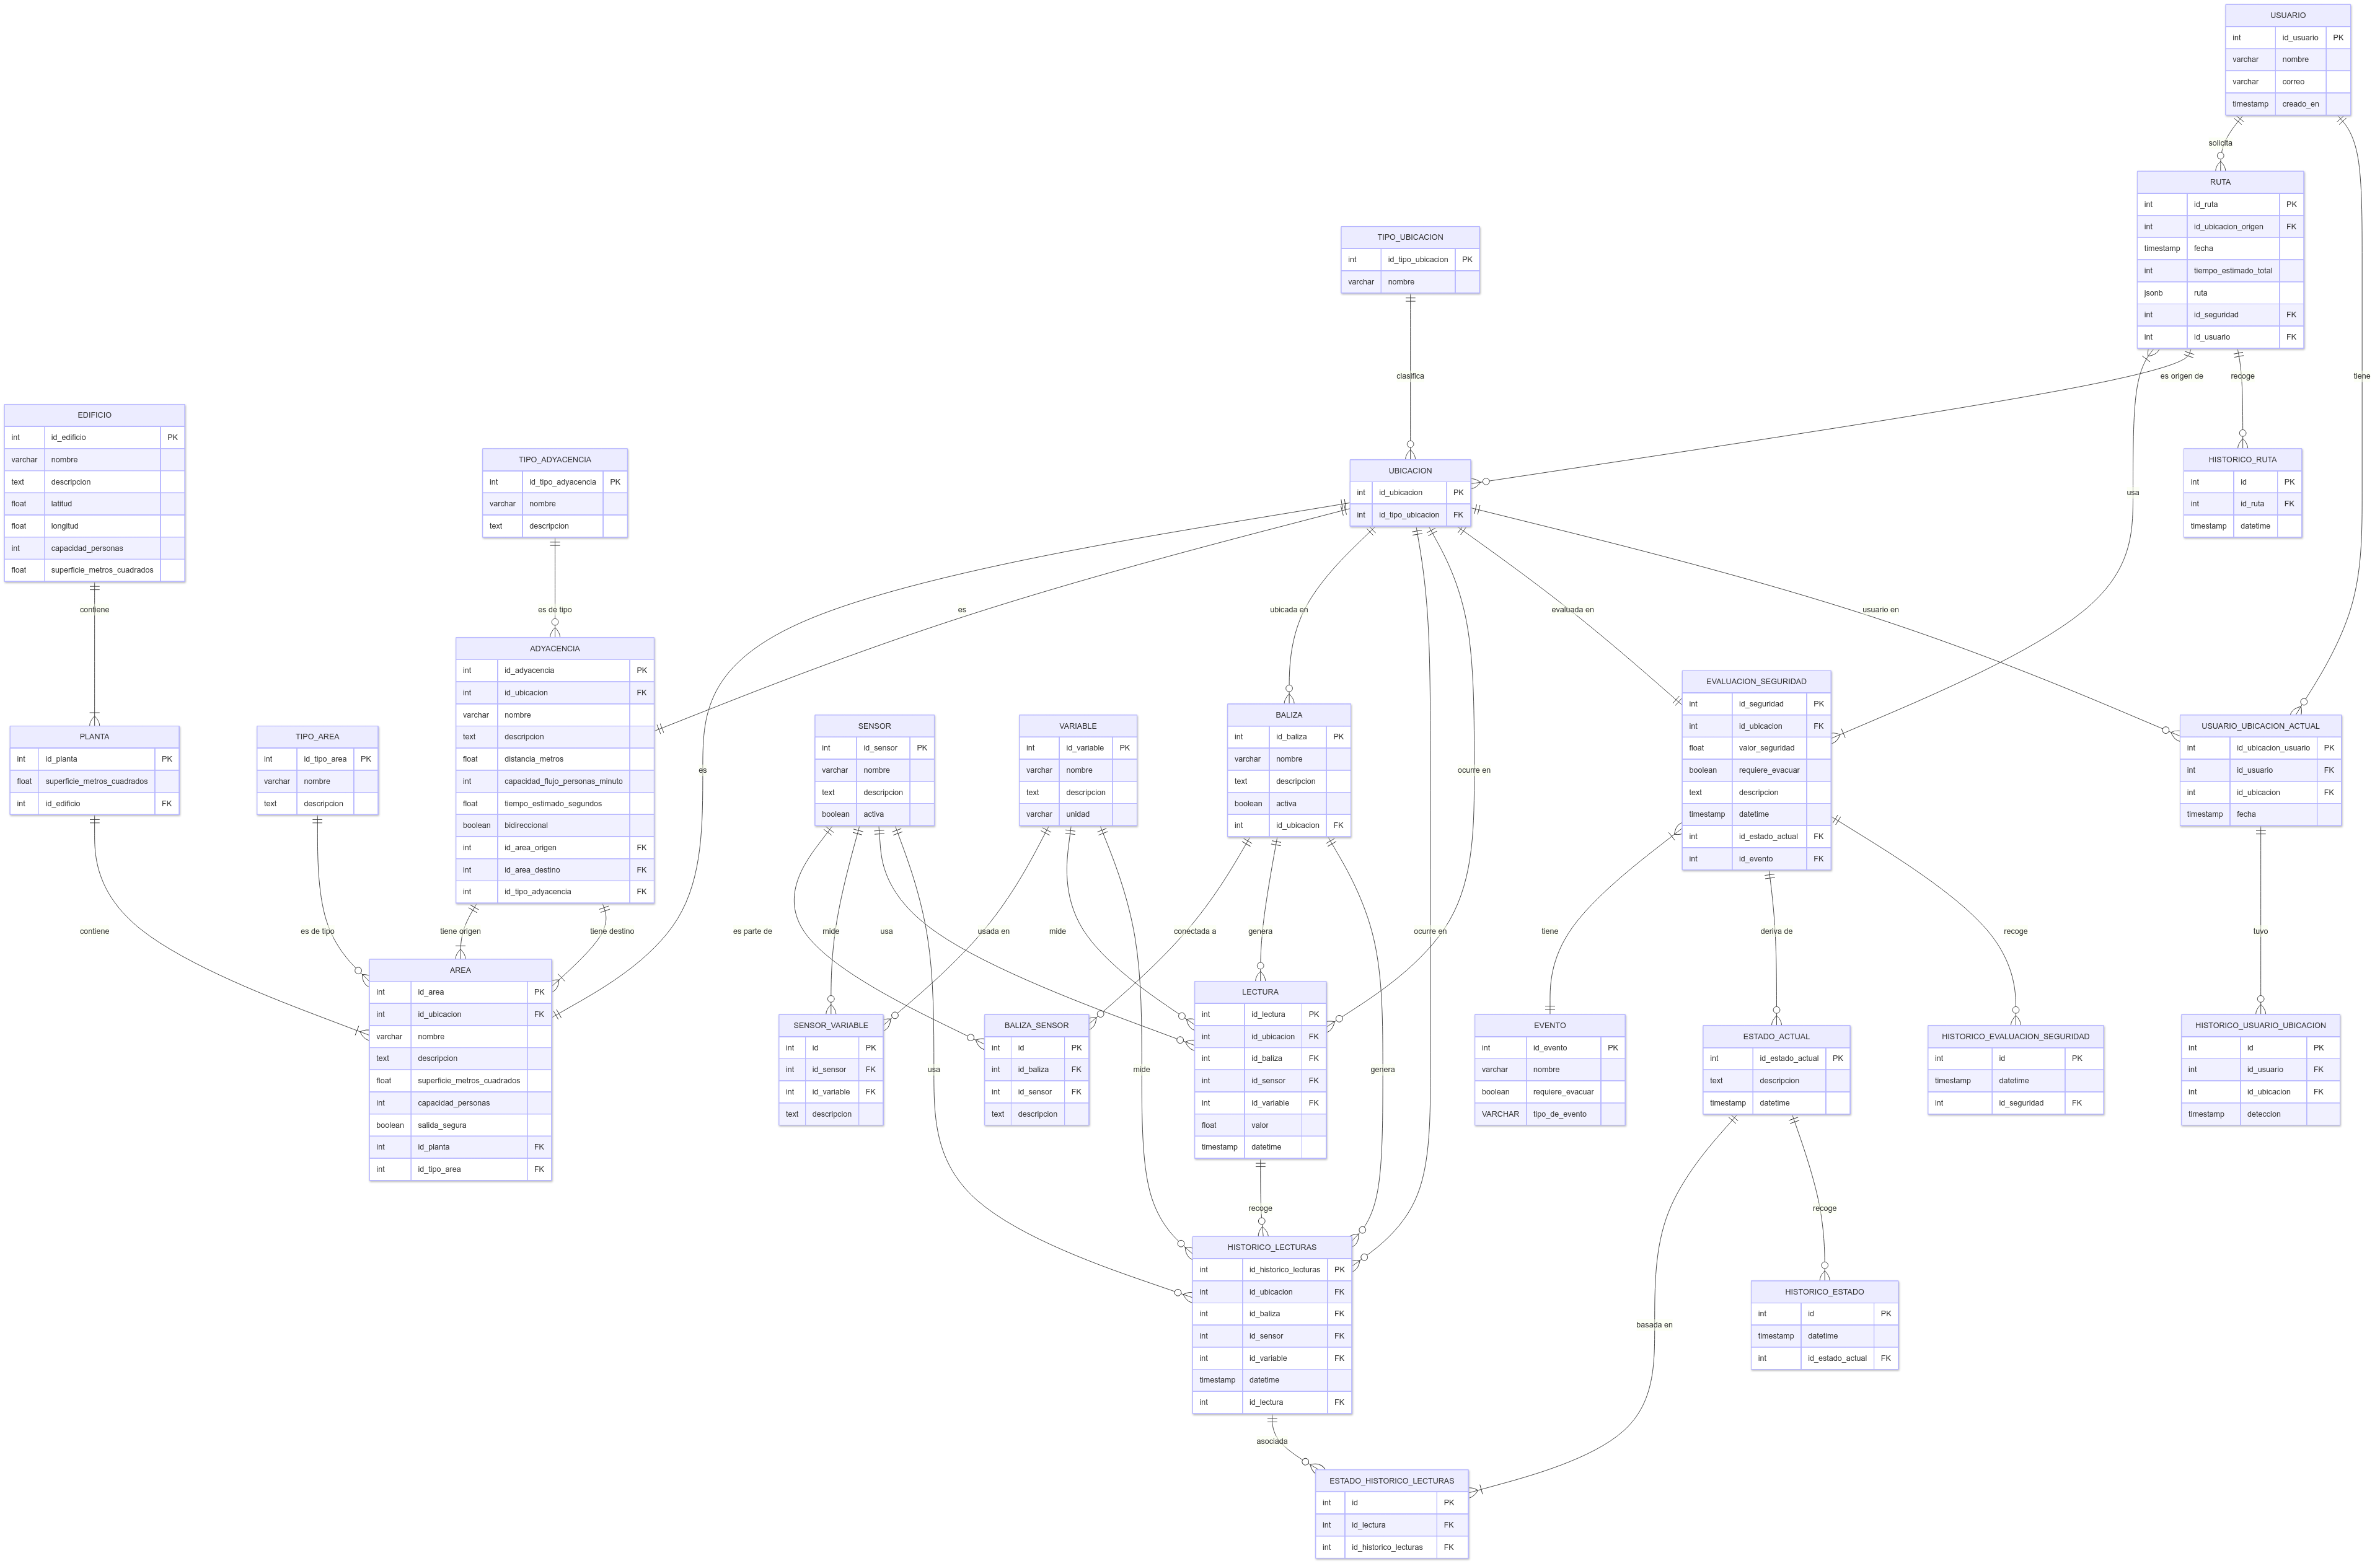 USUARIO
int id_usuario PK
varchar nombre
varchar correo
timestamp creado_en
solicita
RUTA
int id_ruta PK
int id_ubicacion_origen FK
timestamp fecha
int tiempo_estimado_total
jsonb ruta
int id_seguridad FK
int id_usuario FK
TIPO_UBICACION
int id_tipo_ubicacion PK
varchar nombre
clasifica
es origen de
recoge
tiene
EDIFICIO
int id_edificio PK
varchar nombre
text descripcion
float latitud
float longitud
int capacidad_personas
float superficie_metros_cuadrados
TIPO_ADYACENCIA
int id_tipo_adyacencia PK
varchar nombre
text descripcion
UBICACION
int id_ubicacion PK
int id_tipo_ubicacion FK
HISTORICO_RUTA
int id PK
int id_ruta FK
timestamp datetime
usa
contiene
es de tipo
es
ubicada en
evaluada en
usuario en
ADYACENCIA
int id_adyacencia PK
int id_ubicacion FK
varchar nombre
text descripcion
float distancia_metros
int capacidad_flujo_personas_minuto
float tiempo_estimado_segundos
boolean bidireccional
int id_area_origen FK
int id_area_destino FK
int id_tipo_adyacencia FK
PLANTA
int id_planta PK
float superficie_metros_cuadrados
int id_edificio FK
TIPO_AREA
int id_tipo_area PK
varchar nombre
text descripcion
es
SENSOR
int id_sensor PK
varchar nombre
text descripcion
boolean activa
VARIABLE
int id_variable PK
varchar nombre
text descripcion
varchar unidad
BALIZA
int id_baliza PK
varchar nombre
text descripcion
boolean activa
int id_ubicacion FK
ocurre en
EVALUACION_SEGURIDAD
int id_seguridad PK
int id_ubicacion FK
float valor_seguridad
boolean requiere_evacuar
text descripcion
timestamp datetime
int id_estado_actual FK
int id_evento FK
USUARIO_UBICACION_ACTUAL
int id_ubicacion_usuario PK
int id_usuario FK
int id_ubicacion FK
timestamp fecha
contiene
es de tipo
tiene origen
tiene destino
es parte de
mide
usa
usada en
mide
conectada a
genera
ocurre en
tiene
deriva de
recoge
tuvo
AREA
int id_area PK
int id_ubicacion FK
varchar nombre
text descripcion
float superficie_metros_cuadrados
int capacidad_personas
boolean salida_segura
int id_planta FK
int id_tipo_area FK
SENSOR_VARIABLE
int id PK
int id_sensor FK
int id_variable FK
text descripcion
BALIZA_SENSOR
int id PK
int id_baliza FK
int id_sensor FK
text descripcion
LECTURA
int id_lectura PK
int id_ubicacion FK
int id_baliza FK
int id_sensor FK
int id_variable FK
float valor
timestamp datetime
EVENTO
int id_evento PK
varchar nombre
boolean requiere_evacuar
VARCHAR tipo_de_evento
ESTADO_ACTUAL
int id_estado_actual PK
text descripcion
timestamp datetime
HISTORICO_EVALUACION_SEGURIDAD
int id PK
timestamp datetime
int id_seguridad FK
HISTORICO_USUARIO_UBICACION
int id PK
int id_usuario FK
int id_ubicacion FK
timestamp deteccion
usa
mide
genera
recoge
recoge
HISTORICO_LECTURAS
int id_historico_lecturas PK
int id_ubicacion FK
int id_baliza FK
int id_sensor FK
int id_variable FK
timestamp datetime
int id_lectura FK
HISTORICO_ESTADO
int id PK
timestamp datetime
int id_estado_actual FK
basada en
asociada
ESTADO_HISTORICO_LECTURAS
int id PK
int id_lectura FK
int id_historico_lecturas FK